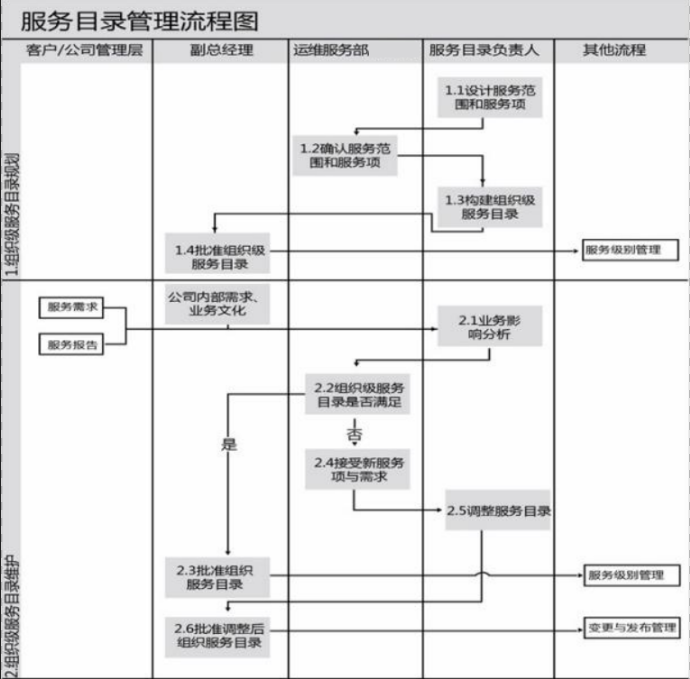 服务目录管理流程图
客户/公司管理层
副总经理
运维服务部
服务目录负责人
其他流程
1.组织级服务目录规划
1.1设计服务范
围和服务项
1.2确认服务范
围和服务项
1.3构建组织级
服务目录
1.4批准组织级
服务目录
服务级别管理
2.组织级服务目录维护
服务需求
服务报告
公司内部需求、
业务文化
2.1业务影
响分析
2.2组织级服务
目录是否满足
是
否
2.4接受新服务
项与需求
2.5调整服务目录
2.3批准组织
服务目录
服务级别管理
2.6批准调整后
组织服务目录
变更与发布管理